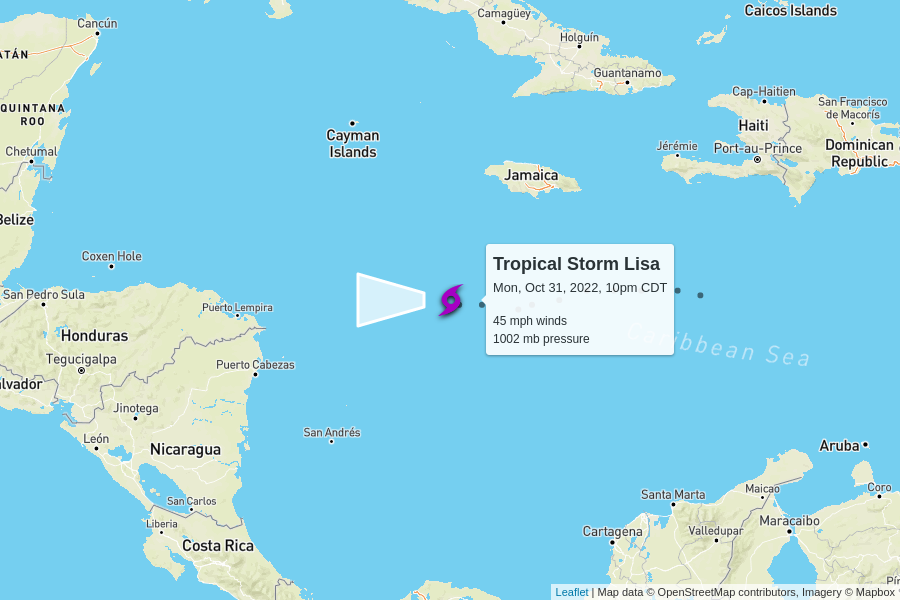 Cancún
ATÁN
QUINTANA
ROO
Chetumal
Belize
Camagüey
Holguín
Guantanamo
Caicos Islands
Cayman
Islands
Jamaica
Cap-Haitien
Haiti
Jérémie
Port-au-Prince
San Francisco
de Macorís
Dominican
Republic
Coxen Hole
San Pedro Sula
Puerto Lempira
Honduras
Tegucigalpa
alvador
Puerto Cabezas
Jinotega
León
Nicaragua
San Carlos
Liberia
Costa Rica
San Andrés
Tropical Storm Lisa
Mon, Oct 31, 2022, 10pm CDT
45 mph winds
1002 mb pressure
Caribbean Sea
Aruba
Coro
Maicao
Santa Marta
Maracaibo
Valledupar
Cartagena
Leaflet | Map data © OpenStreetMap contributors, Imagery © Mapbox